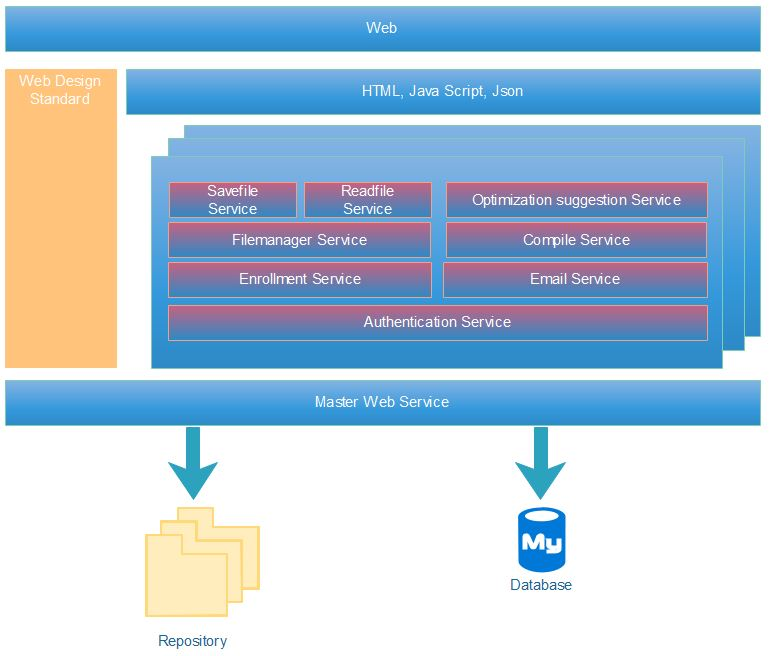 Web
Web Design
Standard
HTML, Java Script, Json
Savefile
Service
Readfile
Service
Optimization suggestion Service
Filemanager Service
Compile Service
Enrollment Service
Email Service
Authentication Service
Master Web Service
My
Database
Repository